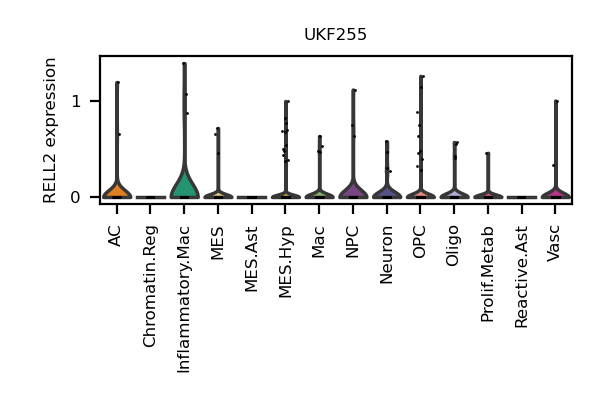 UKF255
RELL2 expression
1
0
AC
Chromatin.Reg
Inflammatory.Mac
MES
MES.Ast
MES.Hyp
Mac
NPC
Neuron
OPC
Oligo
Prolif.Metab
Reactive.Ast
Vasc